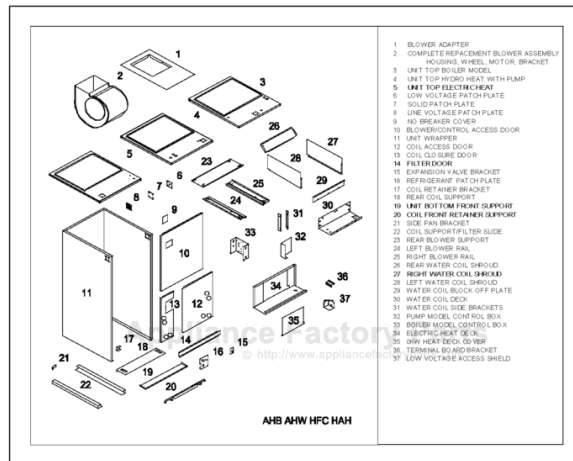 1 BLOWER ADAPTER
2 COMPLETE REPACEMENT BLOWER ASSEMBLY
HOUSING, WHEEL, MOTOR, BRACKET
3 UNIT TOP BOILER MODEL
4 UNIT TOP HYDRO HEAT WITH PUMP
5 UNIT TOP ELECTRIC HEAT
6 LOW VOLTAGE PATCH PLATE
7 SOLID PATCH PLATE
8 LINE VOLTAGE PATCH PLATE
9 NO BREAKER COVER
10 BLOWER/CONTROL ACCESS DOOR
11 UNIT WRAPPER
12 COIL ACCESS DOOR
13 COIL CLOSURE DOOR
14 FILTER DOOR
15 EXPANSION VALVE BRACKET
16 REFRIGERANT PATCH PLATE
17 COIL RETAINER BRACKET
18 REAR COIL SUPPORT
19 UNIT BOTTOM FRONT SUPPORT
20 COIL FRONT RETAINER SUPPORT
21 SIDE PAN BRACKET
22 COIL SUPPORT/FILTER SLIDE
23 REAR BLOWER SUPPORT
24 LEFT BLOWER RAIL
25 RIGHT BLOWER RAIL
26 REAR WATER COIL SHROUD
27 RIGHT WATER COIL SHROUD
28 LEFT WATER COIL SHROUD
29 WATER COIL BLOCK OFF PLATE
30 WATER COIL DECK
31 WATER COIL SIDE BRACKETS
32 PUMP MODEL CONTROL BOX
33 BOILER MODEL CONTROL BOX
34 ELECTRIC HEAT DECK
35 0KW HEAT DECK COVER
36 TERMINAL BOARD BRACKET
37 LOW VOLTAGE ACCESS SHIELD
1
2
3
4
5
6
7
8
9
10
11
12
13
14
15
16
17
18
19
20
21
22
23
24
25
26
27
28
29
30
31
32
33
34
35
36
37
Appliance Factory Parts
© http://www.appliancefac
AHB AHW HFC HAH